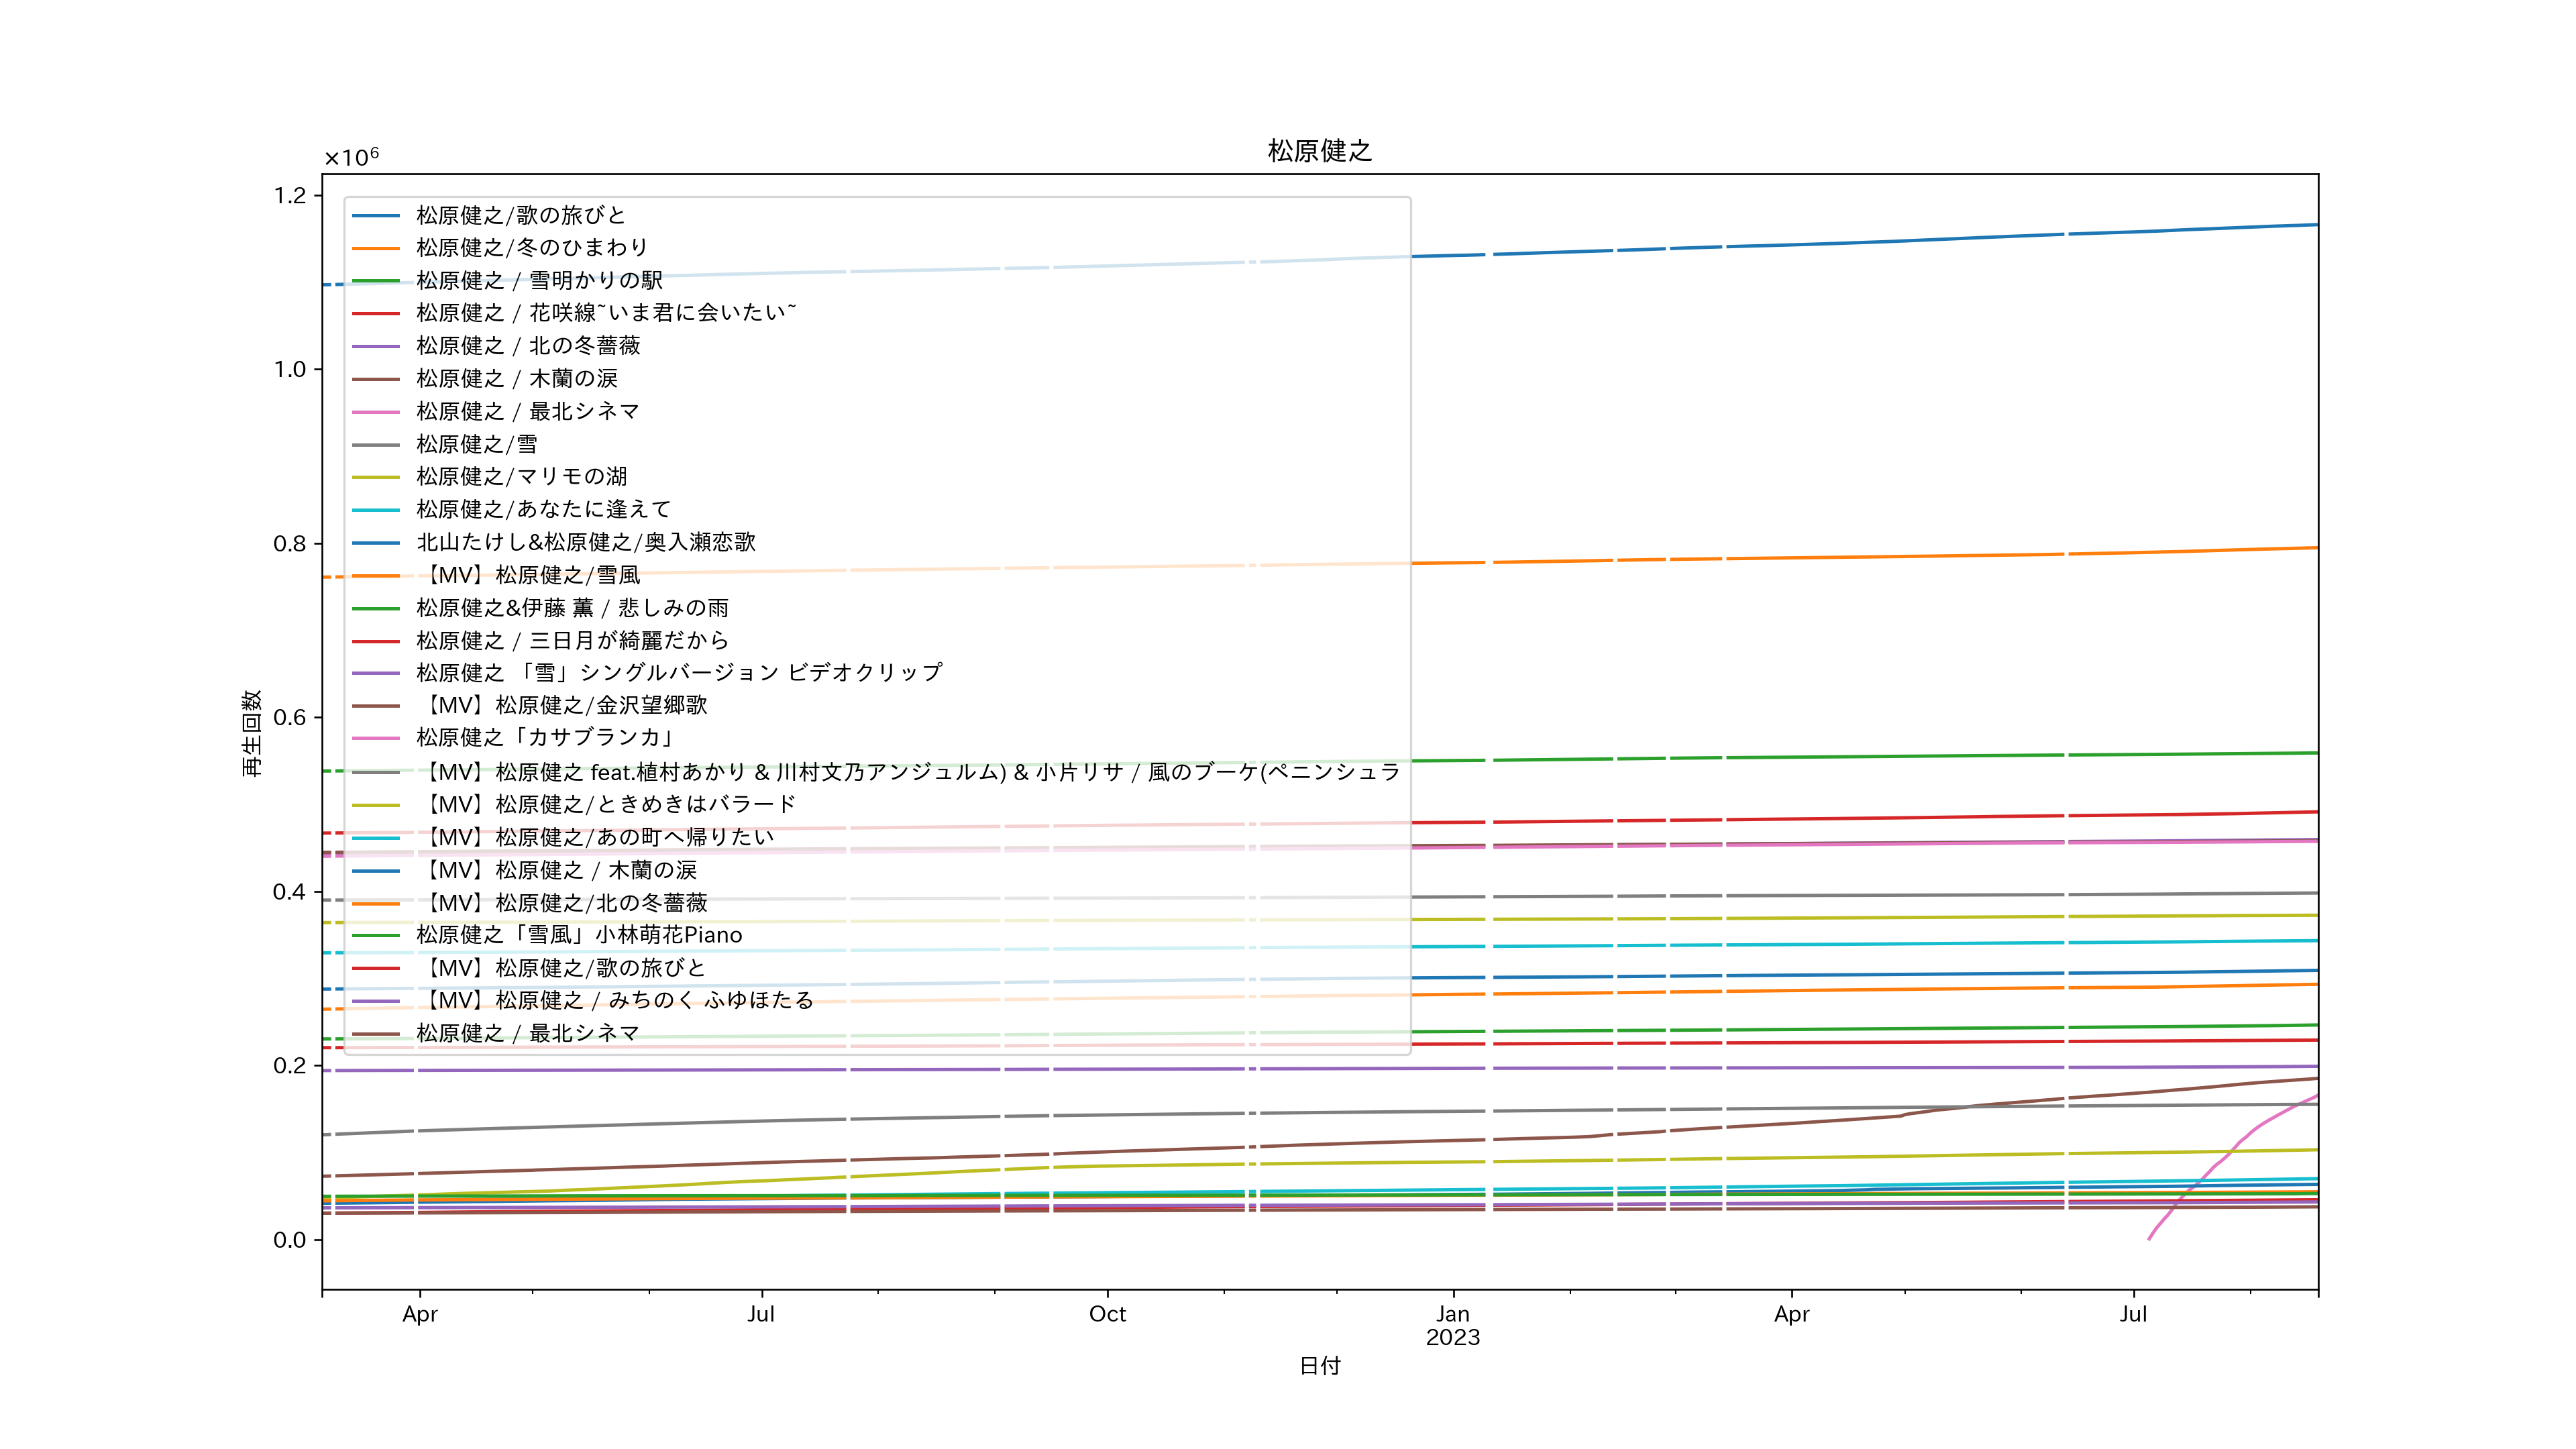 松原健之
×10⁶
1.2
1.0
0.8
0.6
0.4
0.2
0.0
再生回数
松原健之/歌の旅びと
松原健之/冬のひまわり
松原健之 / 雪明かりの駅
松原健之 / 花咲線~いま君に会いたい~
松原健之 / 北の冬薔薇
松原健之 / 木蘭の涙
松原健之 / 最北シネマ
松原健之/雪
松原健之/マリモの湖
松原健之/あなたに逢えて
北山たけし&松原健之/奥入瀬恋歌
【MV】松原健之/雪風
松原健之&伊藤 薫 / 悲しみの雨
松原健之 / 三日月が綺麗だから
松原健之 「雪」シングルバージョン ビデオクリップ
【MV】松原健之/金沢望郷歌
松原健之「カサブランカ」
【MV】松原健之 feat.植村あかり & 川村文乃アンジュルム) & 小片リサ / 風のブーケ(ペニンシュラ
【MV】松原健之/ときめきはバラード
【MV】松原健之/あの町へ帰りたい
【MV】松原健之 / 木蘭の涙
【MV】松原健之/北の冬薔薇
松原健之「雪風」小林萌花Piano
【MV】松原健之/歌の旅びと
【MV】松原健之 / みちのく ふゆほたる
松原健之 / 最北シネマ
Apr Jul Oct Jan Apr Jul
2023
日付